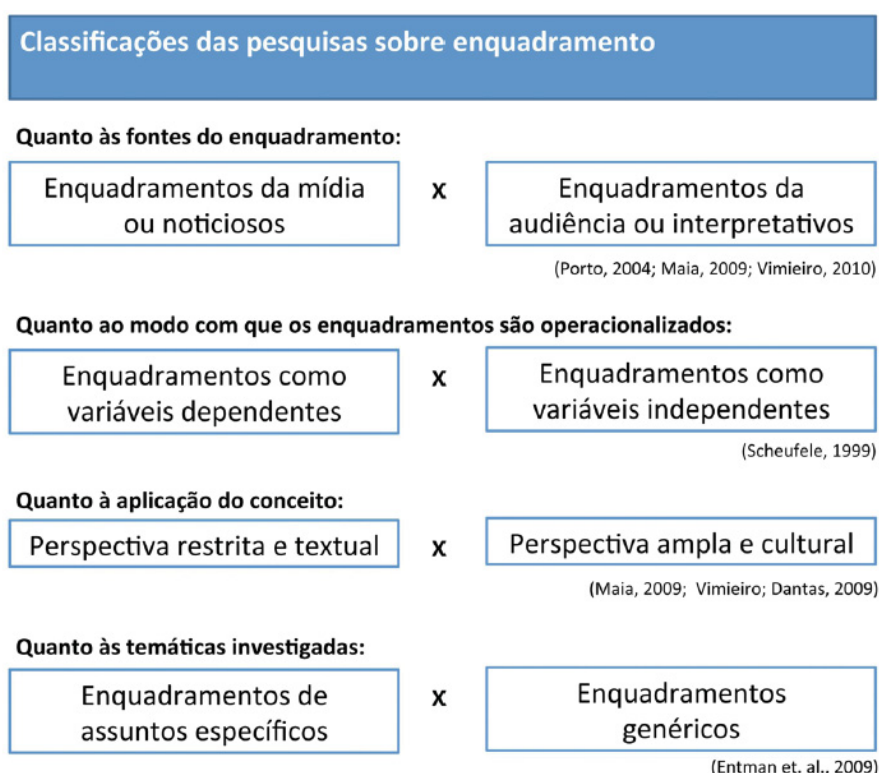 Classificações das pesquisas sobre enquadramento
Quanto às fontes do enquadramento:
Enquadramentos da mídia
ou noticiosos
x
Enquadramentos da
audiência ou interpretativos
(Porto, 2004; Maia, 2009; Vimieiro, 2010)
Quanto ao modo com que os enquadramentos são operacionalizados:
Enquadramentos como
variáveis dependentes
x
Enquadramentos como
variáveis independentes
(Scheufele, 1999)
Quanto à aplicação do conceito:
Perspectiva restrita e textual
x
Perspectiva ampla e cultural
(Maia, 2009; Vimieiro; Dantas, 2009)
Quanto às temáticas investigadas:
Enquadramentos de
assuntos específicos
x
Enquadramentos
genéricos
(Entman et. al., 2009)